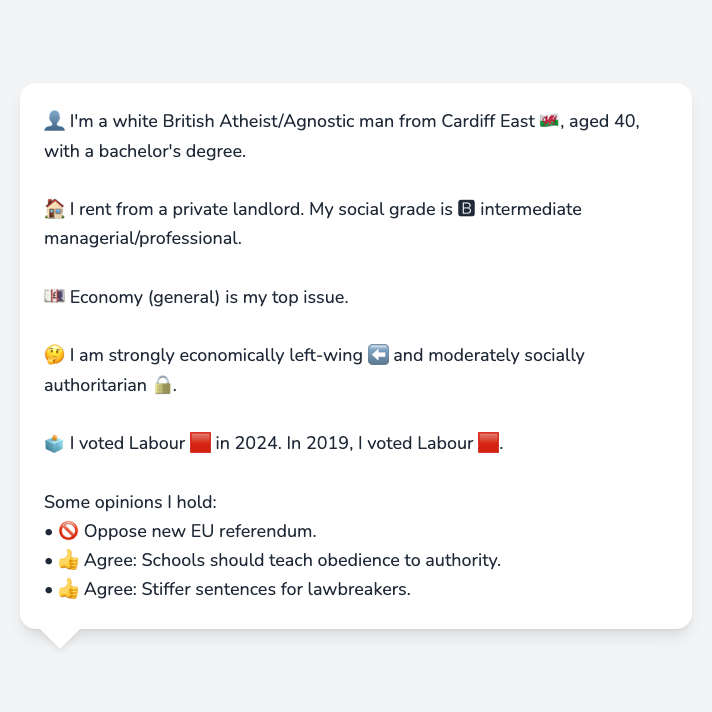 👤 I'm a white British Atheist/Agnostic man from Cardiff East 🏴󠁧󠁢󠁷󠁬󠁳󠁿, aged 40,
with a bachelor's degree.
🏠 I rent from a private landlord. My social grade is 🅱 intermediate
managerial/professional.
💷 Economy (general) is my top issue.
🤔 I am strongly economically left-wing ⬅️ and moderately socially
authoritarian 🔒.
🗳️ I voted Labour 🟥 in 2024. In 2019, I voted Labour 🟥.
Some opinions I hold:
• 🚫 Oppose new EU referendum.
• 👍 Agree: Schools should teach obedience to authority.
• 👍 Agree: Stiffer sentences for lawbreakers.